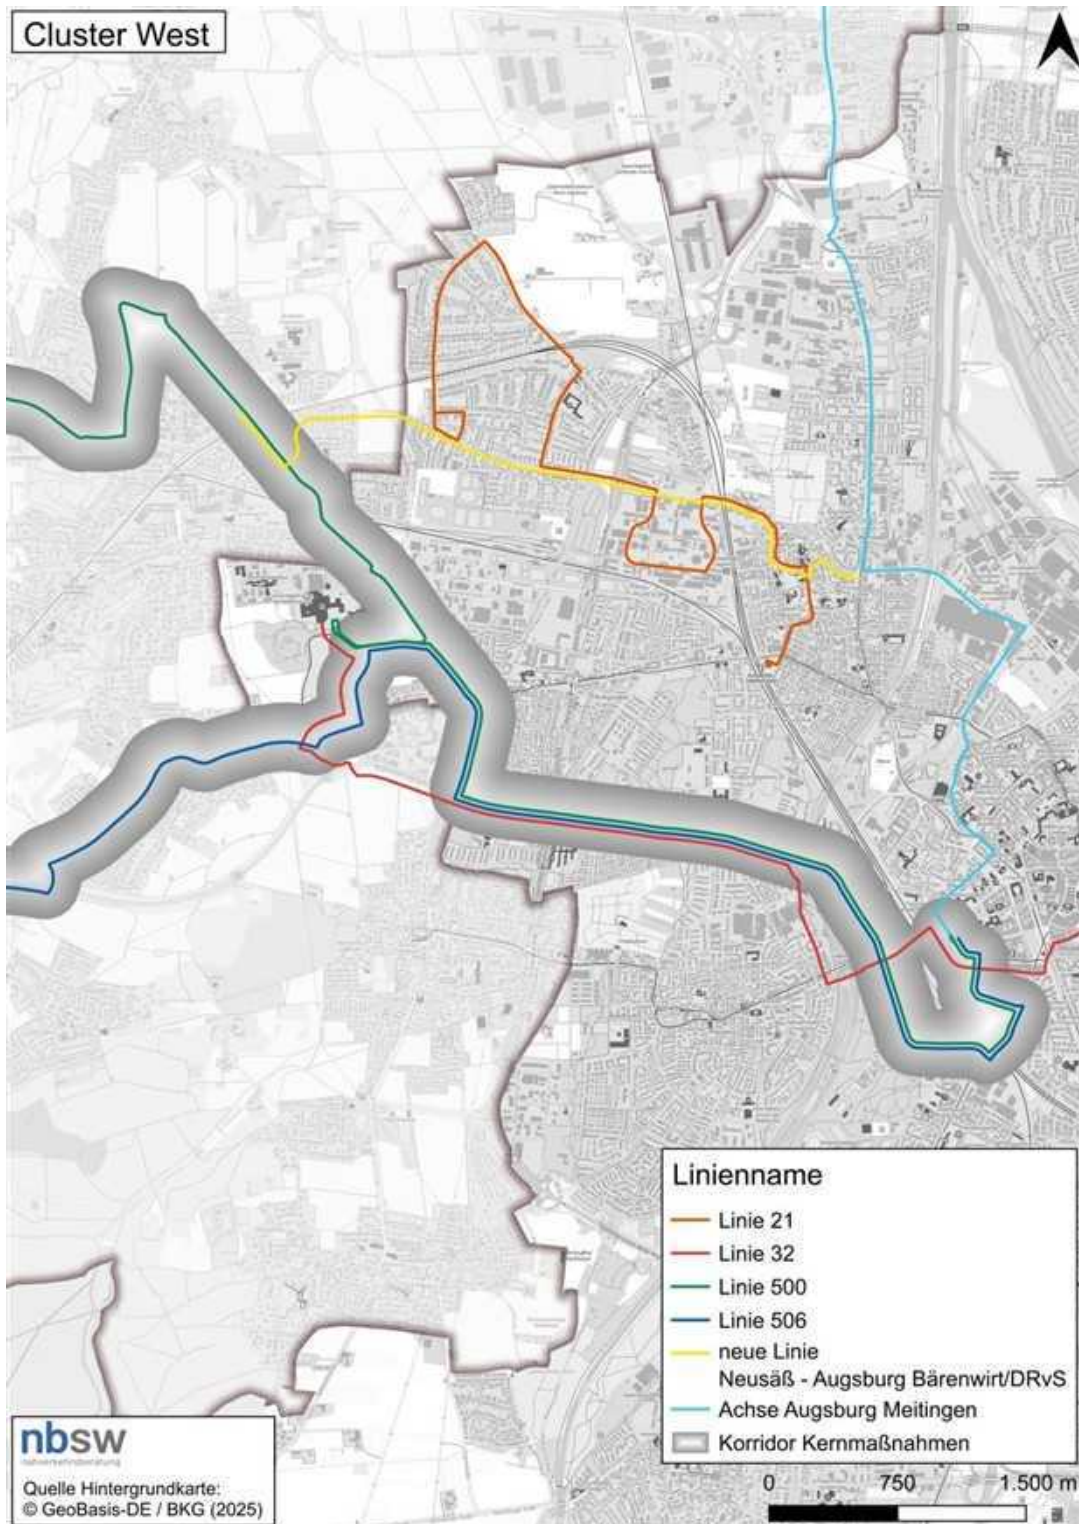 Cluster West
Linienname
Linie 21
Linie 32
Linie 500
Linie 506
neue Linie
Neusäß - Augsburg Bärenwirt/DRvS
Achse Augsburg Meitingen
Korridor Kernmaßnahmen
nbsw
nahverkehrsberatung
Quelle Hintergrundkarte:
© GeoBasis-DE / BKG (2025)
0 750 1.500 m